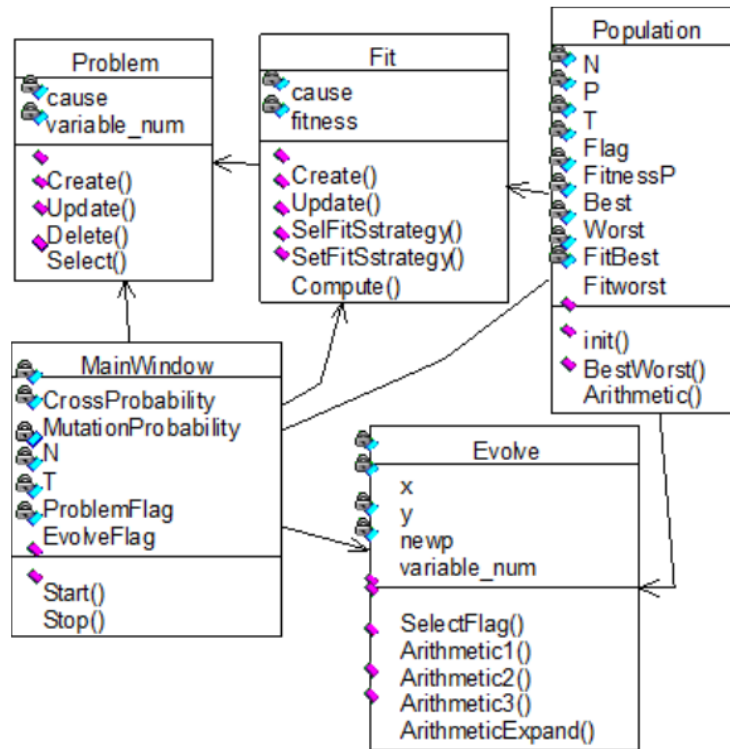 Problem
cause
variable_num
Create()
Update()
Delete()
Select()
Fit
cause
fitness
Create()
Update()
SelFitSstrategy()
SetFitSstrategy()
Compute()
Population
N
P
T
Flag
FitnessP
Best
Worst
FitBest
Fitworst
init()
BestWorst()
Arithmetic()
MainWindow
CrossProbability
MutationProbability
N
T
ProblemFlag
EvolveFlag
Start()
Stop()
Evolve
x
y
newp
variable_num
SelectFlag()
Arithmetic1()
Arithmetic2()
Arithmetic3()
ArithmeticExpand()